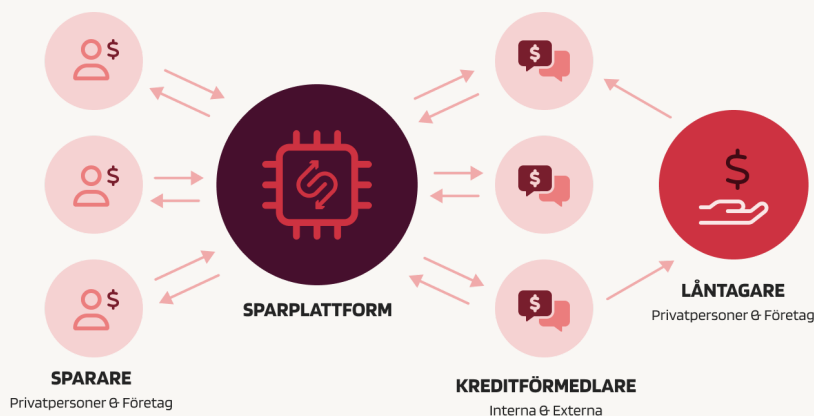 $
$
$
$
$
$
$
SPARPLATTFORM
SPARARE
Privatpersoner & Företag
KREDITFÖRMEDLARE
Interna & Externa
LÅNTAGARE
Privatpersoner & Företag